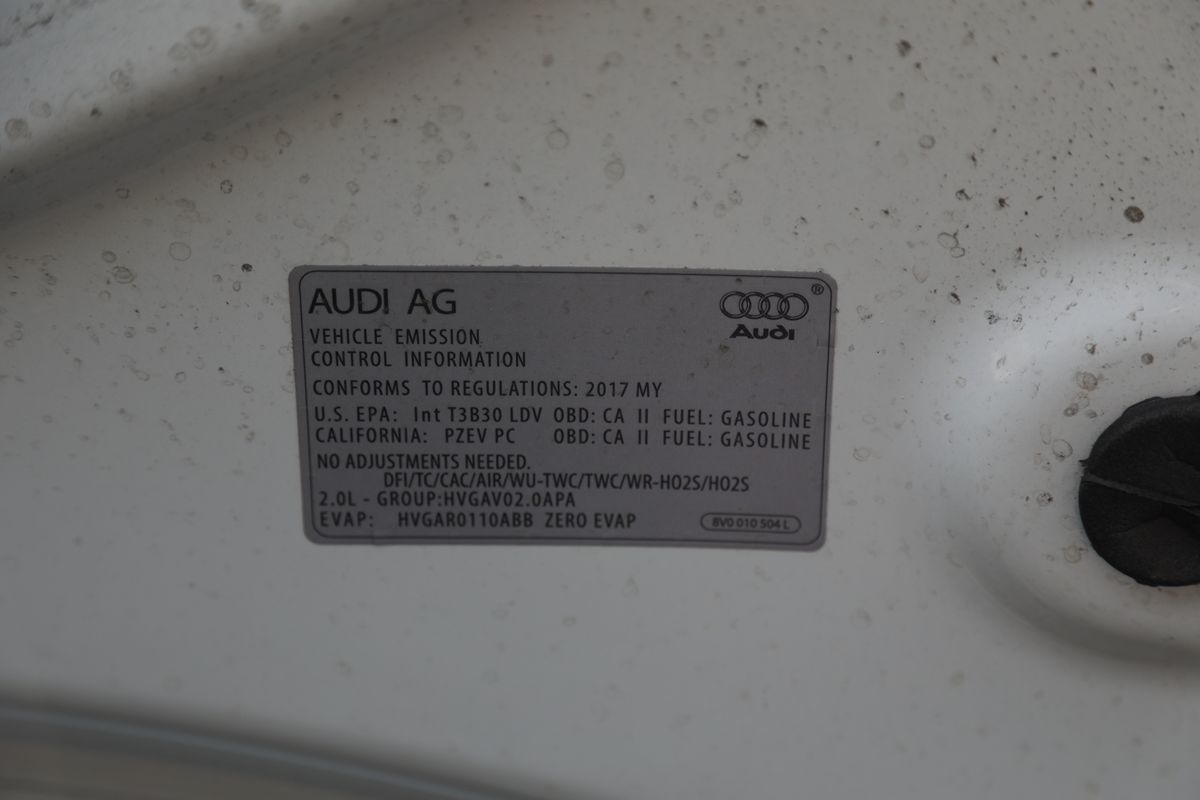 AUDI AG
®
Audi
VEHICLE EMISSION
CONTROL INFORMATION
CONFORMS TO REGULATIONS: 2017 MY
U.S. EPA: Int T3B30 LDV OBD: CA II FUEL: GASOLINE
CALIFORNIA: PZEV PC OBD: CA II FUEL: GASOLINE
NO ADJUSTMENTS NEEDED.
DFI/TC/CAC/AIR/WU-TWC/TWC/WR-HO2S/HO2S
2.0L - GROUP:HVGAV02.0APA
EVAP: HVGAR0110ABB ZERO EVAP
8V0 010 504 L